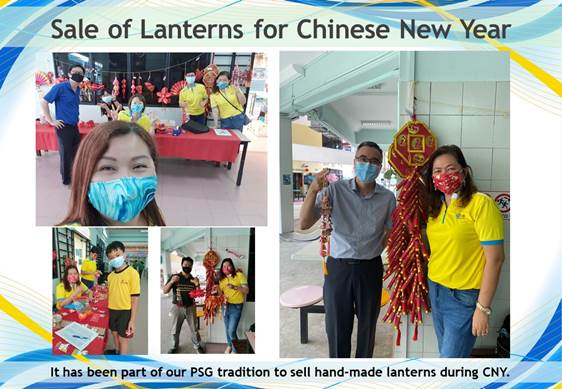 Sale of Lanterns for Chinese New Year
It has been part of our PSG tradition to sell hand-made lanterns during CNY.